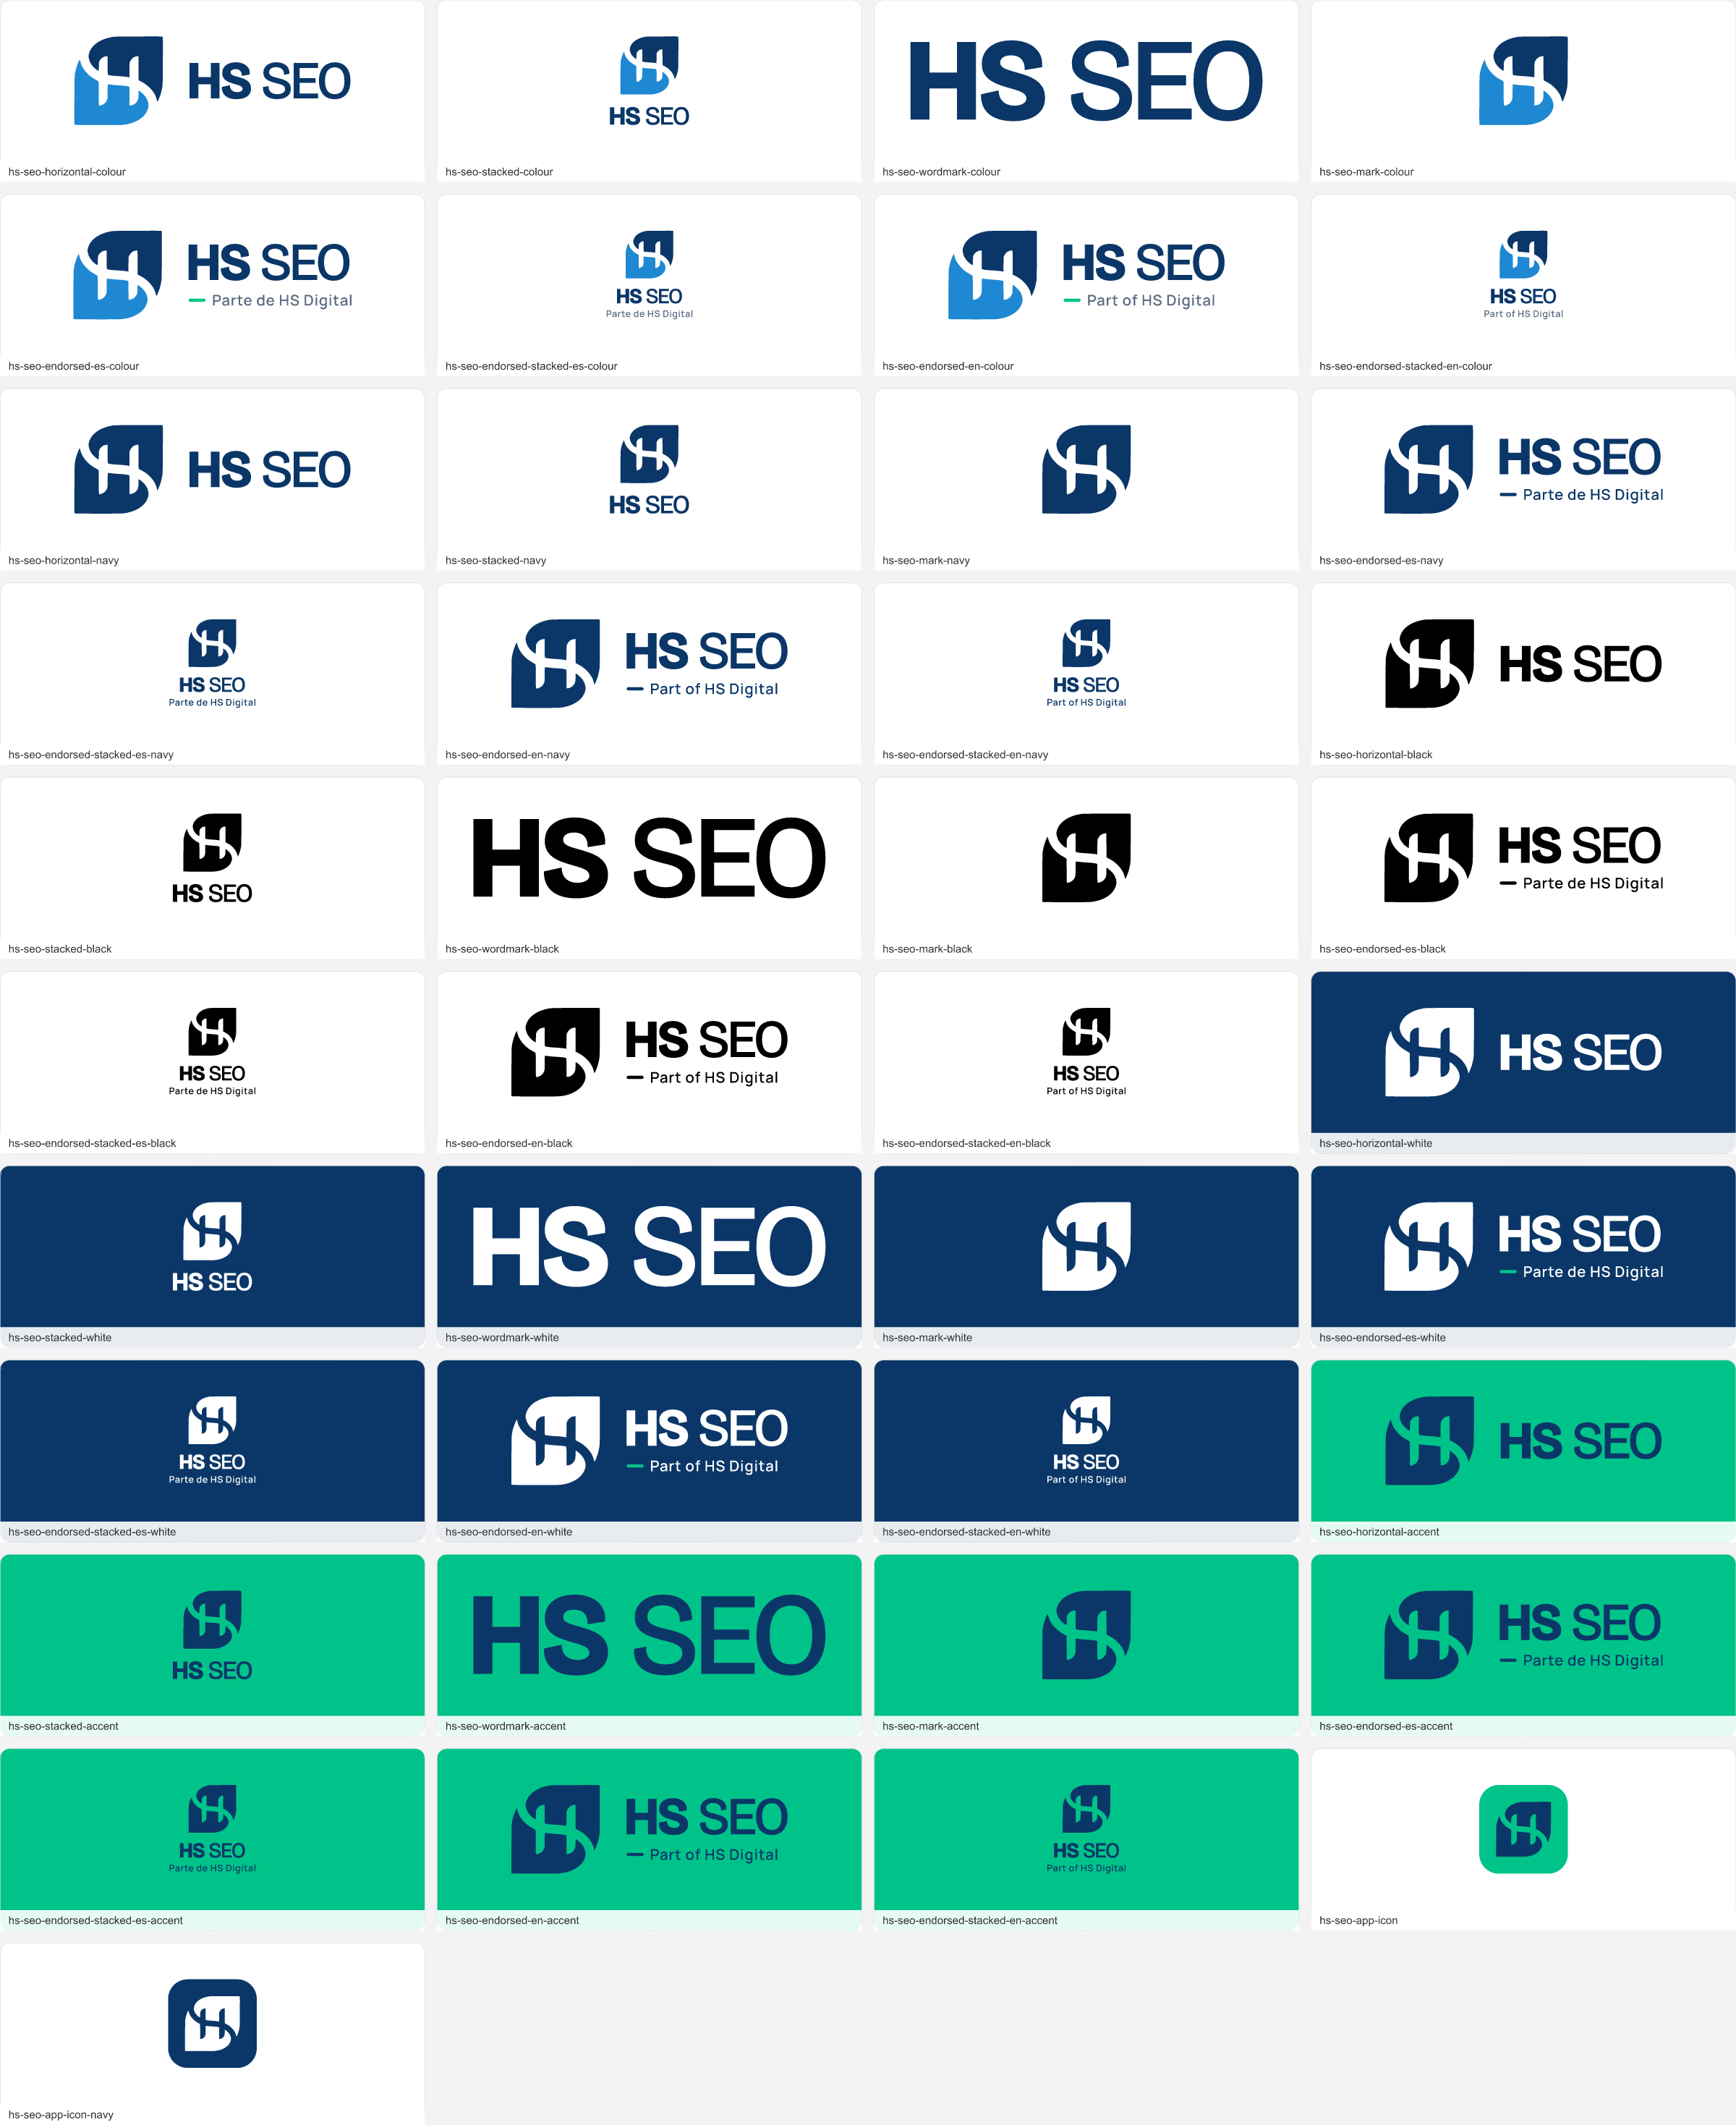 HS SEO
hs-seo-horizontal-colour
HS SEO
hs-seo-stacked-colour
HS SEO
hs-seo-wordmark-colour
hs-seo-mark-colour
HS SEO
Parte de HS Digital
hs-seo-endorsed-es-colour
HS SEO
Parte de HS Digital
hs-seo-endorsed-stacked-es-colour
HS SEO
Part of HS Digital
hs-seo-endorsed-en-colour
HS SEO
Part of HS Digital
hs-seo-endorsed-stacked-en-colour
HS SEO
hs-seo-horizontal-navy
HS SEO
hs-seo-stacked-navy
hs-seo-mark-navy
HS SEO
Parte de HS Digital
hs-seo-endorsed-es-navy
HS SEO
Parte de HS Digital
hs-seo-endorsed-stacked-es-navy
HS SEO
Part of HS Digital
hs-seo-endorsed-en-navy
HS SEO
Part of HS Digital
hs-seo-endorsed-stacked-en-navy
HS SEO
hs-seo-horizontal-black
HS SEO
hs-seo-stacked-black
HS SEO
hs-seo-wordmark-black
hs-seo-mark-black
HS SEO
Parte de HS Digital
hs-seo-endorsed-es-black
HS SEO
Parte de HS Digital
hs-seo-endorsed-stacked-es-black
HS SEO
Part of HS Digital
hs-seo-endorsed-en-black
HS SEO
Part of HS Digital
hs-seo-endorsed-stacked-en-black
HS SEO
hs-seo-horizontal-white
HS SEO
hs-seo-stacked-white
HS SEO
hs-seo-wordmark-white
hs-seo-mark-white
HS SEO
Parte de HS Digital
hs-seo-endorsed-es-white
HS SEO
Parte de HS Digital
hs-seo-endorsed-stacked-es-white
HS SEO
Part of HS Digital
hs-seo-endorsed-en-white
HS SEO
Part of HS Digital
hs-seo-endorsed-stacked-en-white
HS SEO
hs-seo-horizontal-accent
HS SEO
hs-seo-stacked-accent
HS SEO
hs-seo-wordmark-accent
hs-seo-mark-accent
HS SEO
Parte de HS Digital
hs-seo-endorsed-es-accent
HS SEO
Parte de HS Digital
hs-seo-endorsed-stacked-es-accent
HS SEO
Part of HS Digital
hs-seo-endorsed-en-accent
HS SEO
Part of HS Digital
hs-seo-endorsed-stacked-en-accent
hs-seo-app-icon
hs-seo-app-icon-navy